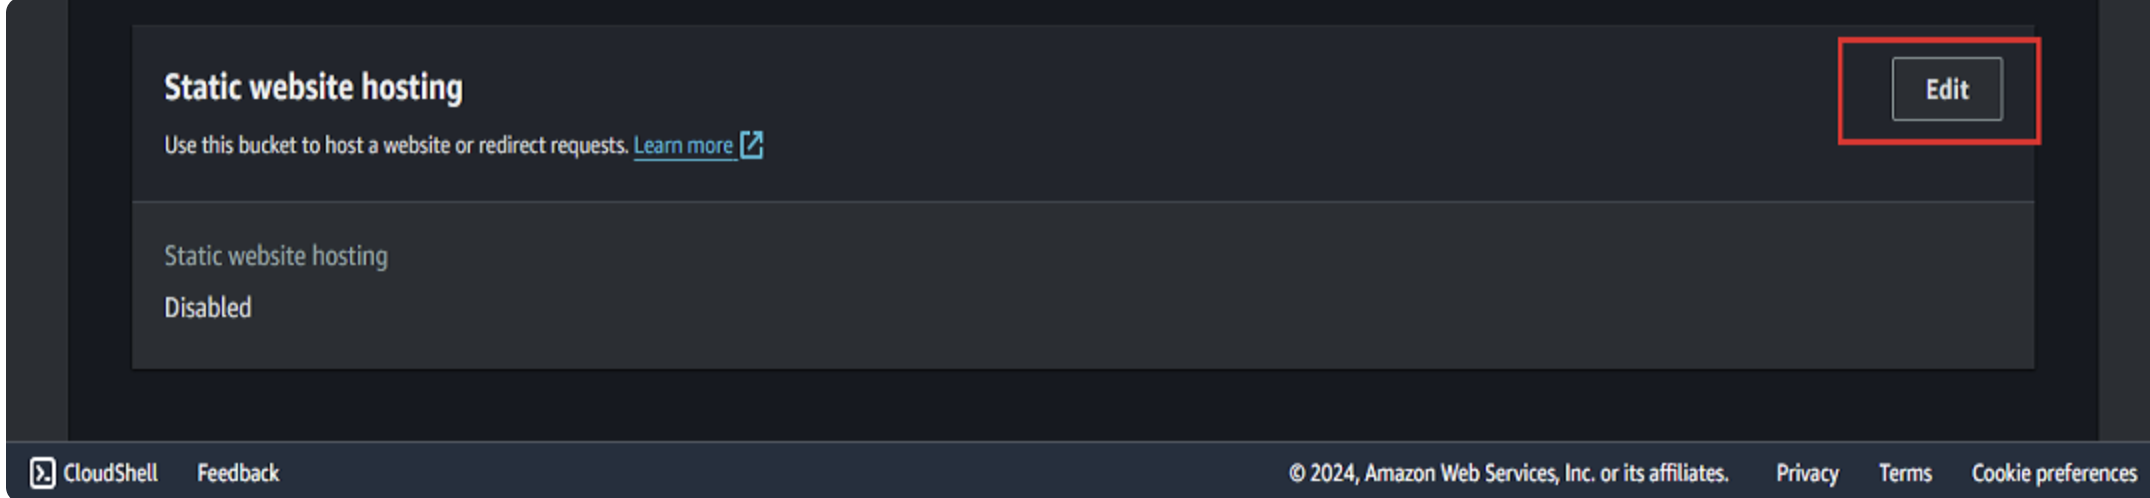 Static website hosting
Edit
Use this bucket to host a website or redirect requests. Learn more
Static website hosting
Disabled
CloudShell Feedback © 2024, Amazon Web Services, Inc. or its affiliates. Privacy Terms Cookie preferences